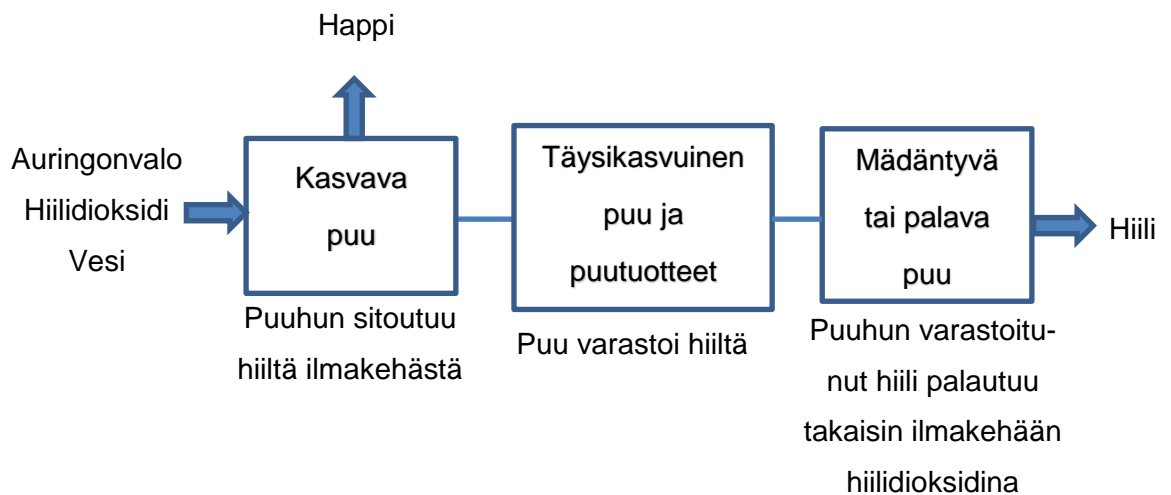 Happi
Auringonvalo
Hiilidioksidi
Vesi
Kasvava
puu
Puuhun sitoutuu
hiiltä ilmakehästä
Täysikasvuinen
puu ja
puutuotteet
Puu varastoi hiiltä
Mädäntyvä
tai palava
puu
Puuhun varastoitu-
nut hiili palautuu
takaisin ilmakehään
hiilidioksidina
Hiili